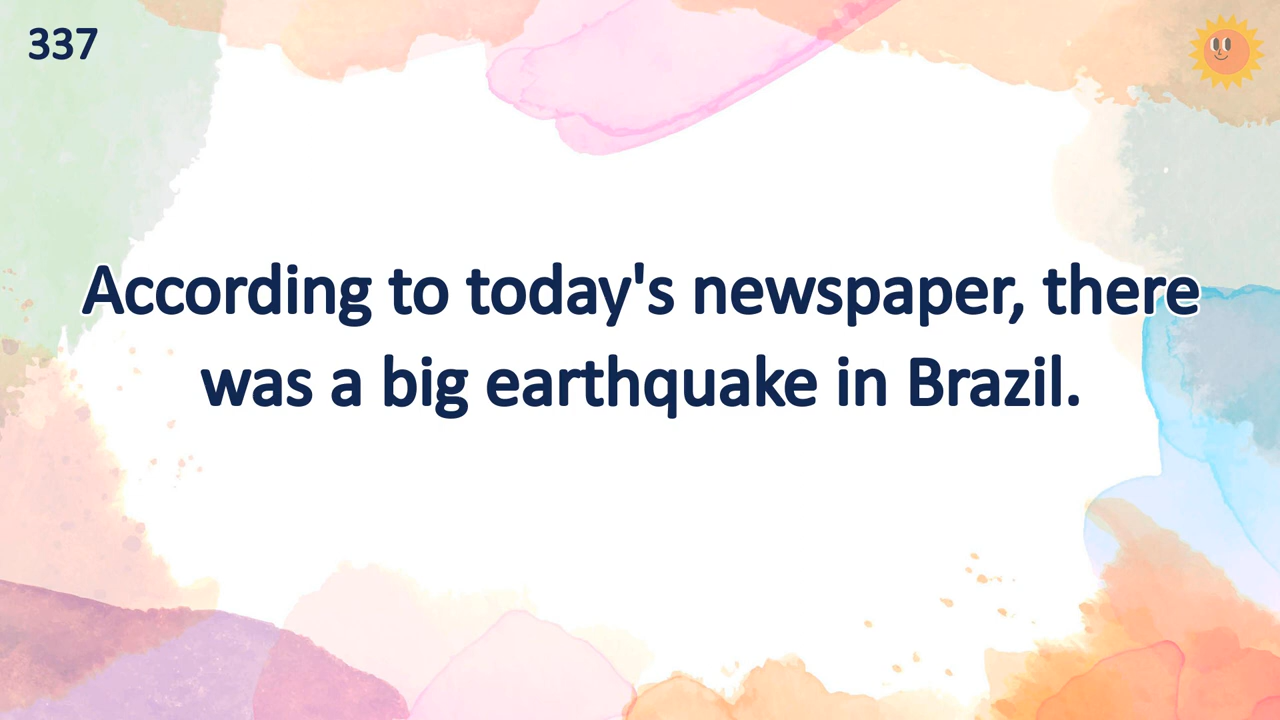 337
According to today's newspaper, there
was a big earthquake in Brazil.